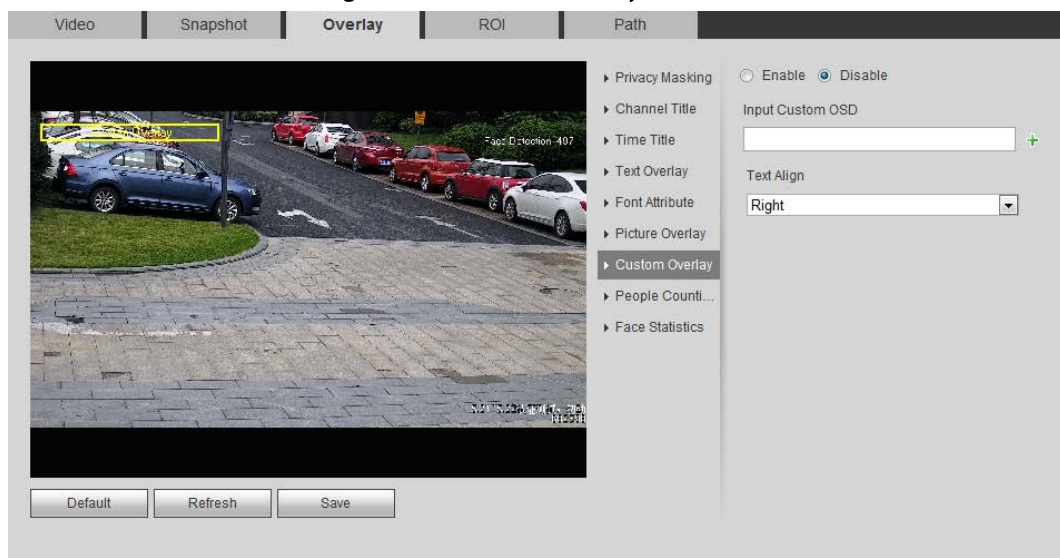 Video Snapshot Overlay ROI Path
Custom Overlay
Face Detection 497
Privacy Masking
Channel Title
Time Title
Text Overlay
Font Attribute
Picture Overlay
Custom Overlay
People Counti...
Face Statistics
Enable Disable
Input Custom OSD
Text Align
Right
Default Refresh Save